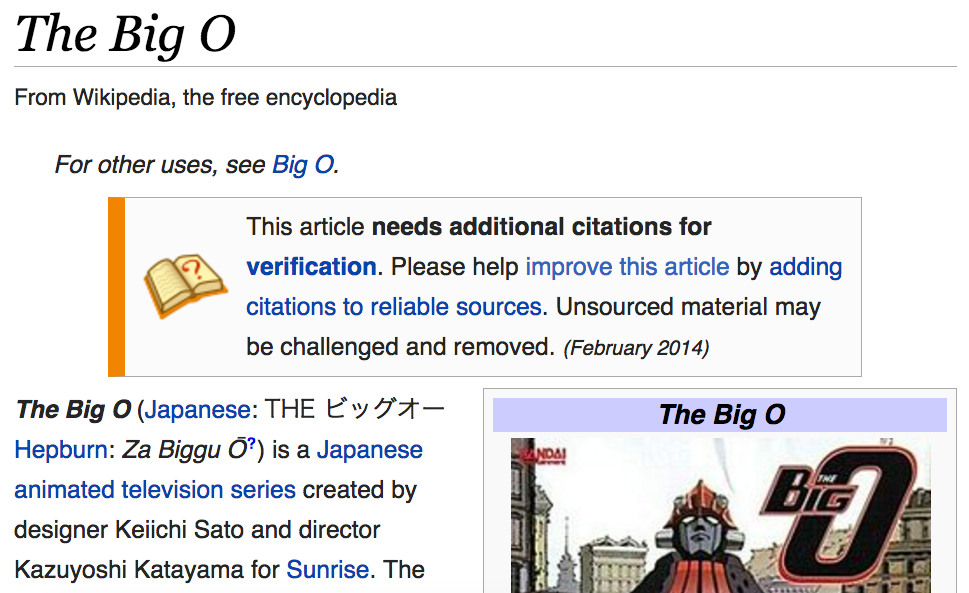 The Big O
From Wikipedia, the free encyclopedia
For other uses, see Big O.
This article needs additional citations for
verification. Please help improve this article by adding
citations to reliable sources. Unsourced material may
be challenged and removed. (February 2014)
The Big O (Japanese: THE ビッグオー
Hepburn: Za Biggu Ō?) is a Japanese
animated television series created by
designer Keiichi Sato and director
Kazuyoshi Katayama for Sunrise. The
The Big O
BANDAI
THE
BIG
O